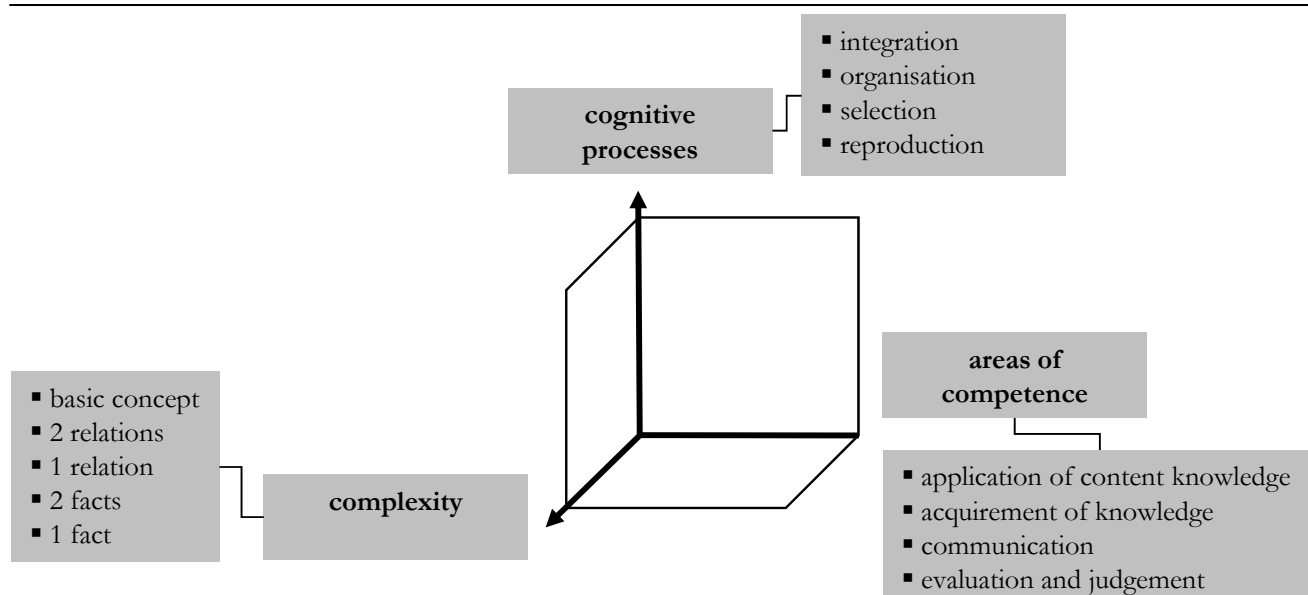 ▪ integration
▪ organisation
▪ selection
▪ reproduction
cognitive
processes
areas of
competence
▪ basic concept
▪ 2 relations
▪ 1 relation
▪ 2 facts
▪ 1 fact
complexity
▪ application of content knowledge
▪ acquirement of knowledge
▪ communication
▪ evaluation and judgement